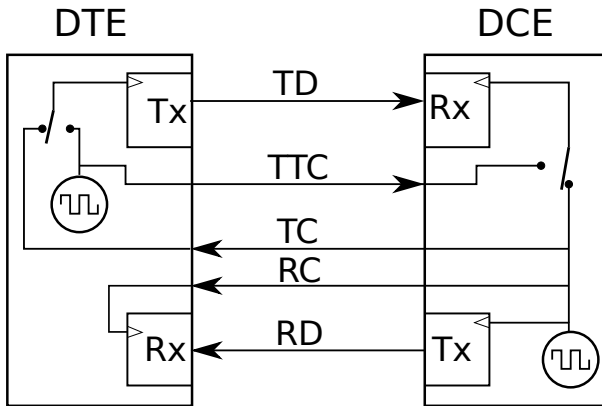 DTE DCE
Tx TD Rx
TTC
TC
RC
Rx RD Tx